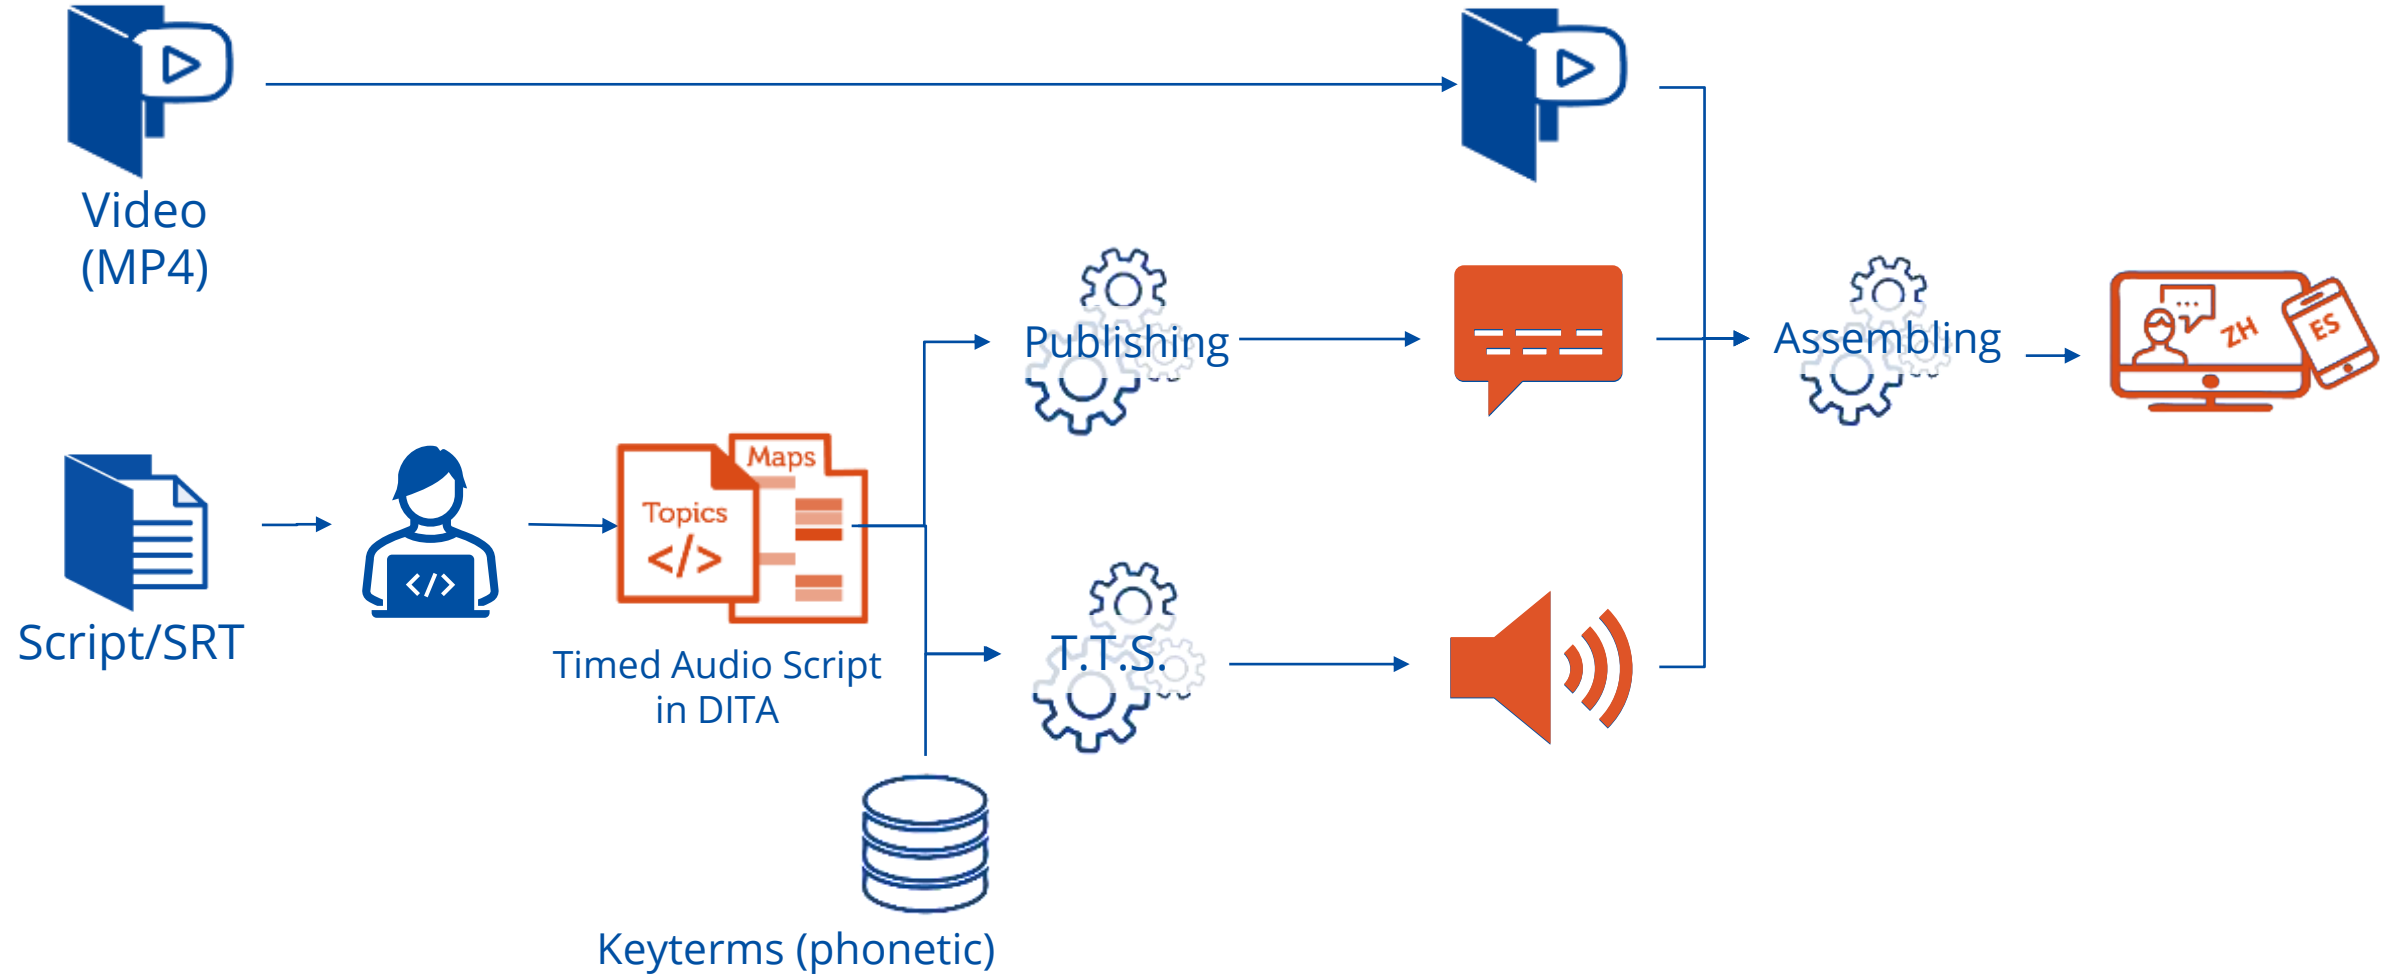 Video
(MP4)
Publishing
Assembling
ZH
ES
Maps
Topics
</>
</>
Script/SRT
Timed Audio Script
in DITA
T.T.S.
Keyterms (phonetic)